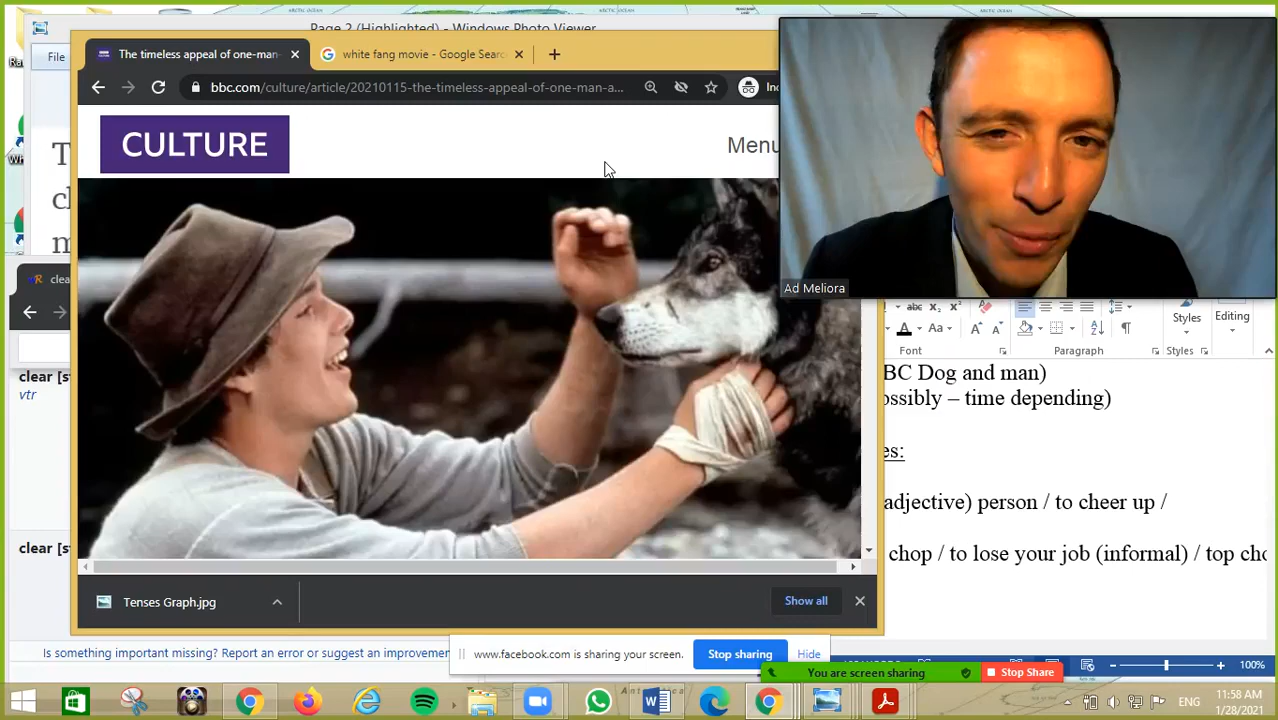 Page 2 (Highlighted) - Windows Photo Viewer
File
The timeless appeal of one-man-
white fang movie - Google Searc
bbc.com/culture/article/20210115-the-timeless-appeal-of-one-man-a...
CULTURE
Menu
Ad Meliora
clea
clear [s
vtr
clear [s
abc
Aa
Styles
Editing
Font
Paragraph
Styles
BC Dog and man)
ossibly – time depending)
es:
adjective) person / to cheer up /
chop / to lose your job (informal) / top cho
Tenses Graph.jpg
Show all
Is something important missing? Report an error or suggest an improvemen
www.facebook.com is sharing your screen.
Stop sharing
Hide
You are screen sharing
Stop Share
100%
ENG
11:58 AM
1/28/2021